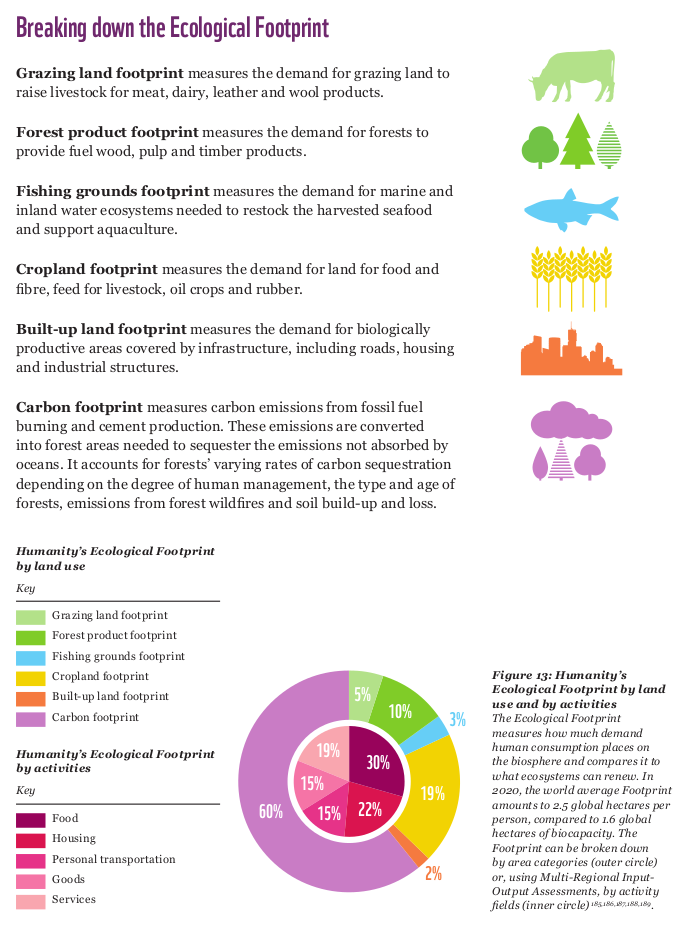 Breaking down the Ecological Footprint
Grazing land footprint measures the demand for grazing land to
raise livestock for meat, dairy, leather and wool products.
Forest product footprint measures the demand for forests to
provide fuel wood, pulp and timber products.
Fishing grounds footprint measures the demand for marine and
inland water ecosystems needed to restock the harvested seafood
and support aquaculture.
Cropland footprint measures the demand for land for food and
fibre, feed for livestock, oil crops and rubber.
Built-up land footprint measures the demand for biologically
productive areas covered by infrastructure, including roads, housing
and industrial structures.
Carbon footprint measures carbon emissions from fossil fuel
burning and cement production. These emissions are converted
into forest areas needed to sequester the emissions not absorbed by
oceans. It accounts for forests’ varying rates of carbon sequestration
depending on the degree of human management, the type and age of
forests, emissions from forest wildfires and soil build-up and loss.
Humanity’s Ecological Footprint
by land use
Key
Grazing land footprint
Forest product footprint
Fishing grounds footprint
Cropland footprint
Built-up land footprint
Carbon footprint
Humanity’s Ecological Footprint
by activities
Key
Food
Housing
Personal transportation
Goods
Services
5%
10%
3%
19%
2%
60%
30%
22%
15%
15%
19%
Figure 13: Humanity’s
Ecological Footprint by land
use and by activities
The Ecological Footprint
measures how much demand
human consumption places on
the biosphere and compares it to
what ecosystems can renew. In
2020, the world average Footprint
amounts to 2.5 global hectares per
person, compared to 1.6 global
hectares of biocapacity. The
Footprint can be broken down
by area categories (outer circle)
or, using Multi-Regional Input-
Output Assessments, by activity
fields (inner circle) 185,186,187,188,189.